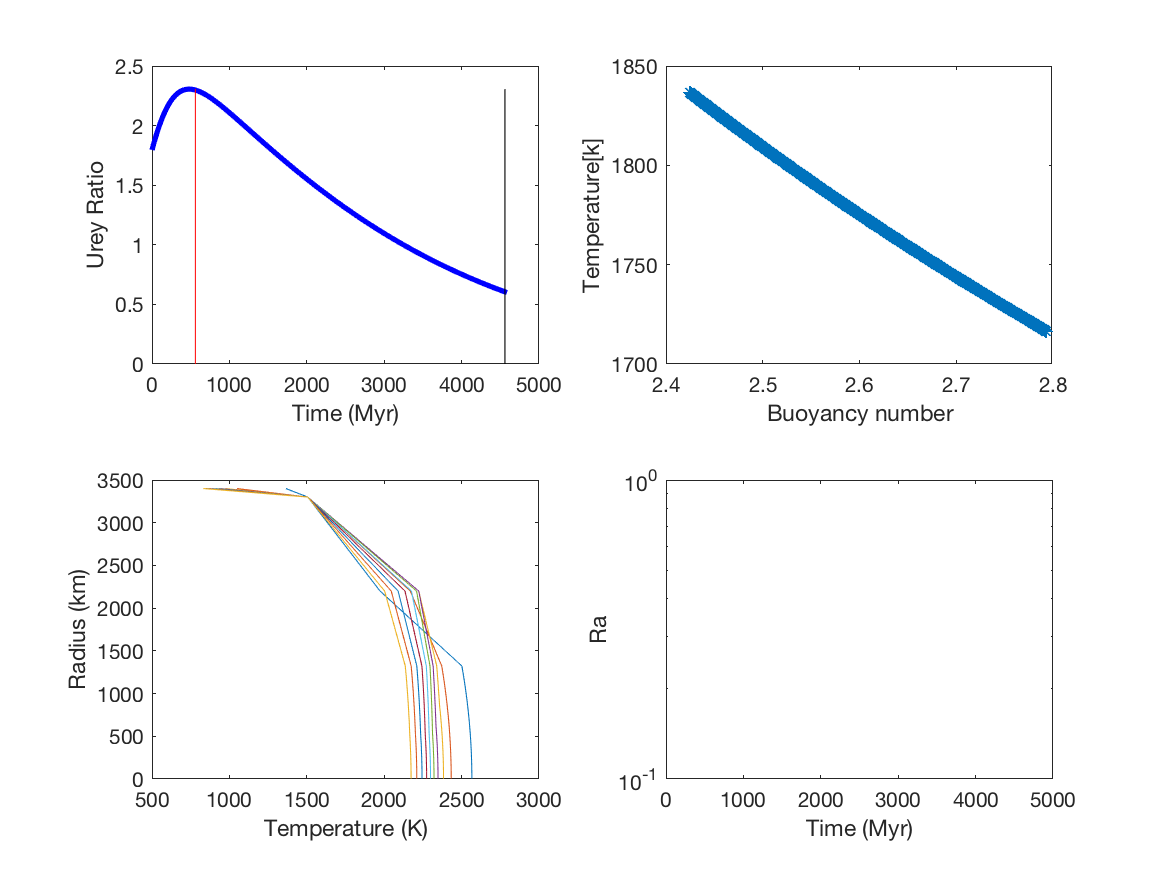 2.5
2
1.5
1
0.5
0
Urey Ratio
0 1000 2000 3000 4000 5000
Time (Myr)
1850
1800
1750
1700
Temperature[k]
2.4 2.5 2.6 2.7 2.8
Buoyancy number
3500
3000
2500
2000
1500
1000
500
0
Radius (km)
500 1000 1500 2000 2500 3000
Temperature (K)
10^0
10^-1
Ra
0 1000 2000 3000 4000 5000
Time (Myr)